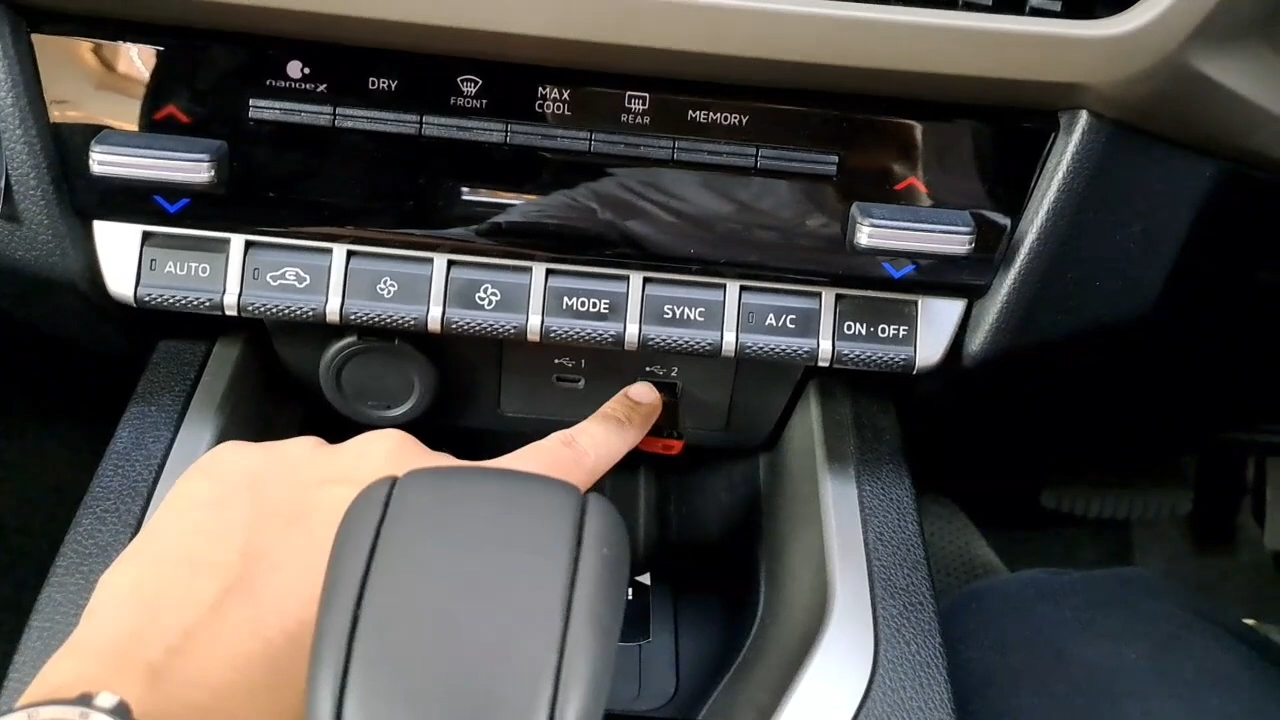 nanoeX
DRY
FRONT
MAX
COOL
REAR
MEMORY
AUTO
MODE
SYNC
A/C
ON·OFF
1
2